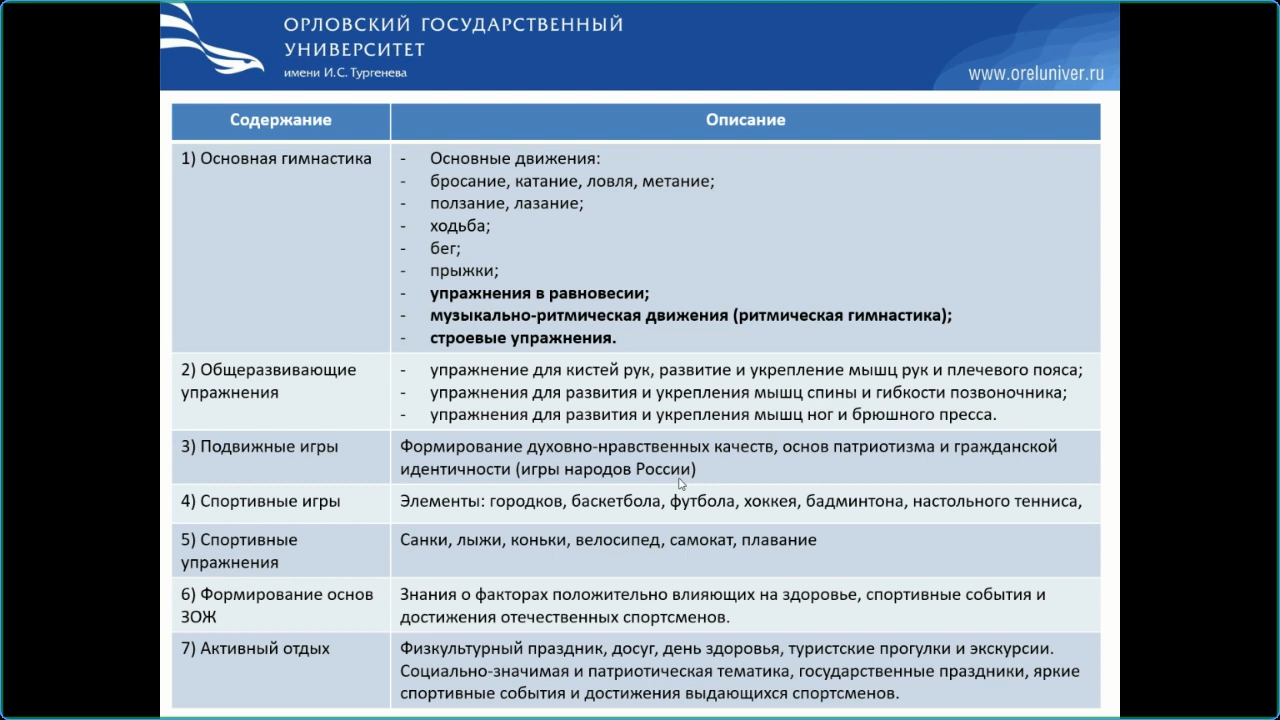 ОРЛОВСКИЙ ГОСУДАРСТВЕННЫЙ
УНИВЕРСИТЕТ
имени И.С. Тургенева
www.oreluniver.ru
Содержание
Описание
1) Основная гимнастика
- Основные движения:
- бросание, катание, ловля, метание;
- ползание, лазание;
- ходьба;
- бег;
- прыжки;
- упражнения в равновесии;
- музыкально-ритмическая движения (ритмическая гимнастика);
- строевые упражнения.
2) Общеразвивающие
упражнения
- упражнение для кистей рук, развитие и укрепление мышц рук и плечевого пояса;
- упражнения для развития и укрепления мышц спины и гибкости позвоночника;
- упражнения для развития и укрепления мышц ног и брюшного пресса.
3) Подвижные игры
Формирование духовно-нравственных качеств, основ патриотизма и гражданской
идентичности (игры народов России)
4) Спортивные игры
Элементы: городков, баскетбола, футбола, хоккея, бадминтона, настольного тенниса,
5) Спортивные
упражнения
Санки, лыжи, коньки, велосипед, самокат, плавание
6) Формирование основ
ЗОЖ
Знания о факторах положительно влияющих на здоровье, спортивные события и
достижения отечественных спортсменов.
7) Активный отдых
Физкультурный праздник, досуг, день здоровья, туристские прогулки и экскурсии.
Социально-значимая и патриотическая тематика, государственные праздники, яркие
спортивные события и достижения выдающихся спортсменов.